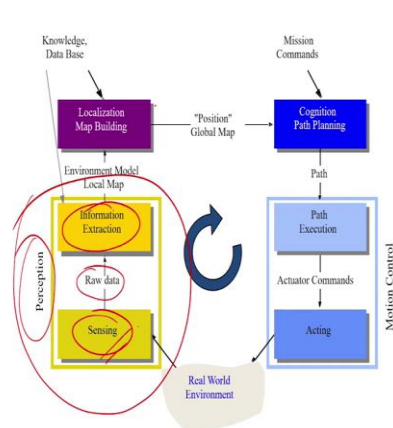 Knowledge,
Data Base
Mission
Commands
Localization
Map Building
"Position"
Global Map
Cognition
Path Planning
Environment Model
Local Map
Path
Information
Extraction
Path
Execution
Perception
Raw data
Actuator Commands
Motion Control
Sensing
Acting
Real World
Environment